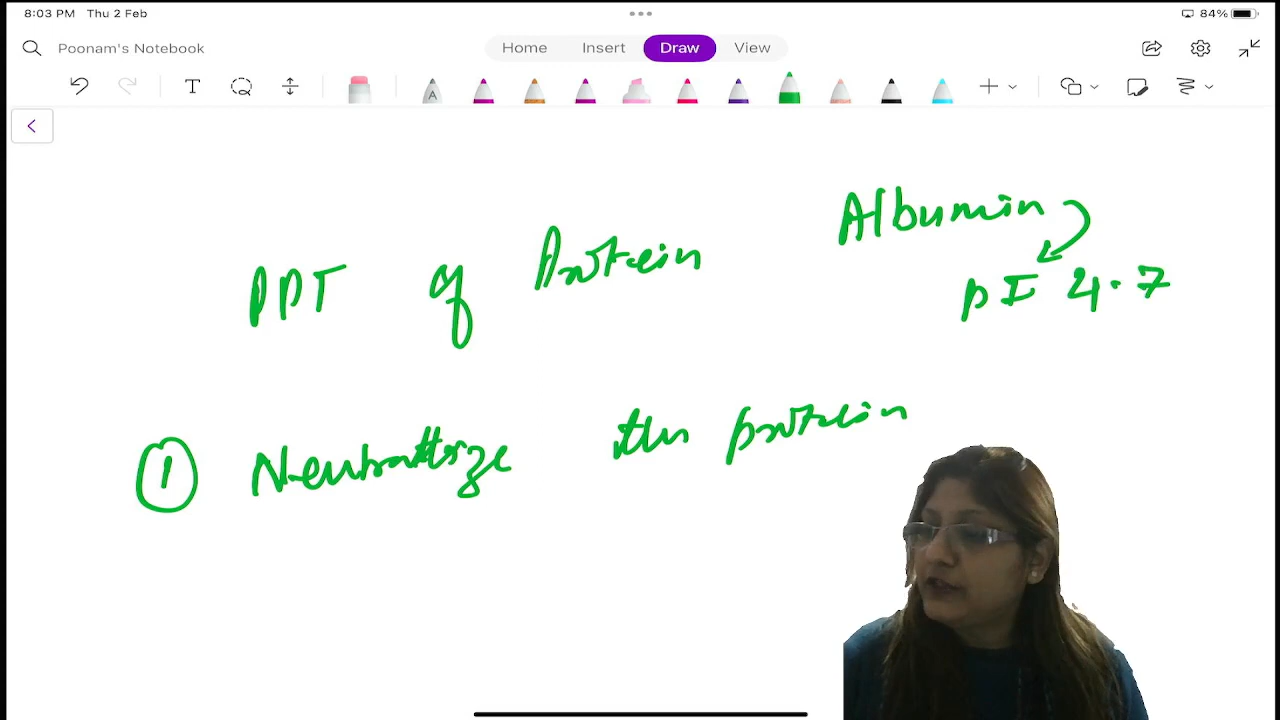 8:03 PM Thu 2 Feb
84%
Poonam's Notebook
Home Insert Draw View
T A
Albumin
PPT of Protein
pI 4.7
① Neutralize the protein